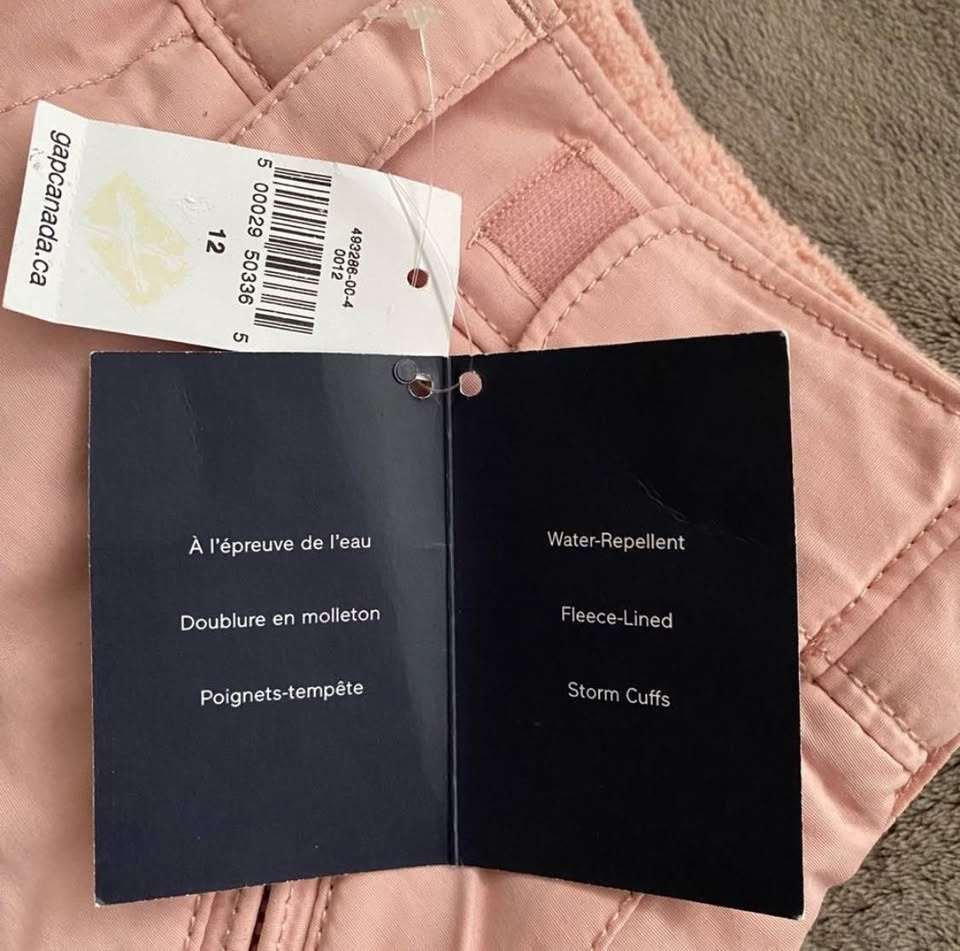 gapcanada.ca
12
5 00029 50336 5
493286-00-4
0012
À l'épreuve de l'eau
Doublure en molleton
Poignets-tempête
Water-Repellent
Fleece-Lined
Storm Cuffs